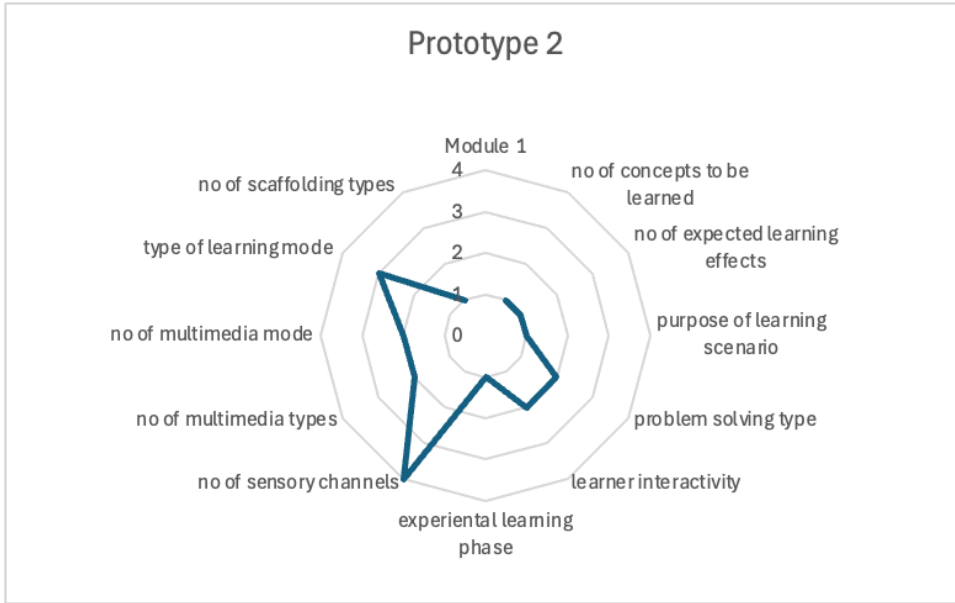 Prototype 2
Module 1
no of concepts to be
learned
no of expected learning
effects
purpose of learning
scenario
problem solving type
learner interactivity
experiental learning
phase
no of sensory channels
no of multimedia types
no of multimedia mode
type of learning mode
no of scaffolding types
4
3
2
1
0